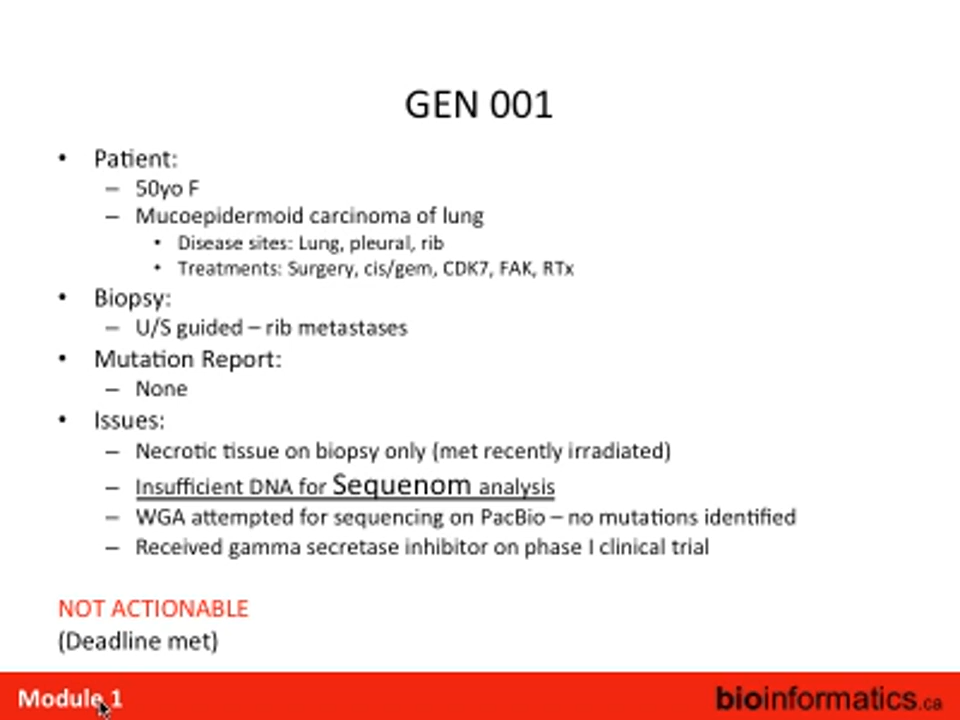 GEN 001
• Patient:
– 50yo F
– Mucoepidermoid carcinoma of lung
• Disease sites: Lung, pleural, rib
• Treatments: Surgery, cis/gem, CDK7, FAK, RTx
• Biopsy:
– U/S guided – rib metastases
• Mutation Report:
– None
• Issues:
– Necrotic tissue on biopsy only (met recently irradiated)
– Insufficient DNA for Sequenom analysis
– WGA attempted for sequencing on PacBio – no mutations identified
– Received gamma secretase inhibitor on phase I clinical trial
NOT ACTIONABLE
(Deadline met)
Module 1
bioinformatics.ca